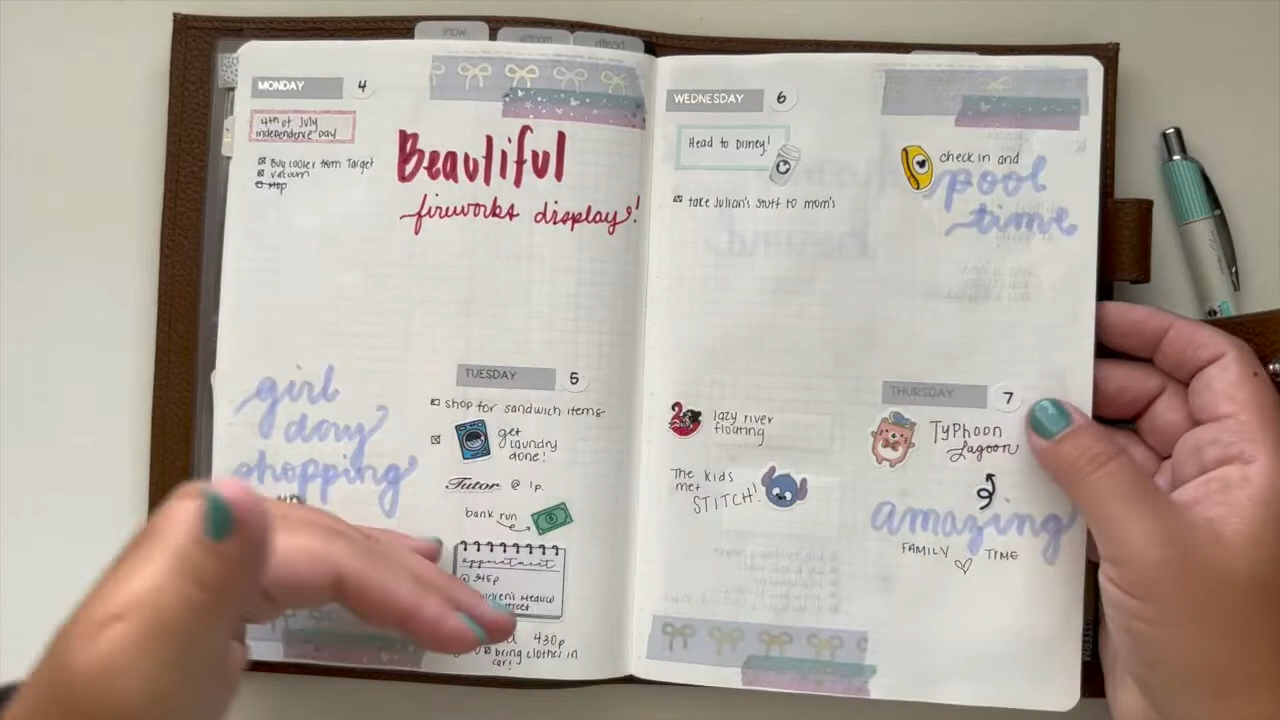 MONDAY 4
4th of July
independence Day
Buy cooler from Target
vacuum
mop
Beautiful
fireworks display!
girl
day
shopping
TUESDAY 5
shop for sandwich items
get
laundry
done!
Tutor @ 1p.
bank run
appointment
@ 345p
430p
bring clothes in
car!
WEDNESDAY 6
Head to Disney!
take Julian's stuff to mom's
check in and
pool
time
lazy river
floating
The kids
met
STITCH!
THURSDAY 7
Typhoon
Lagoon
amazing
FAMILY TIME